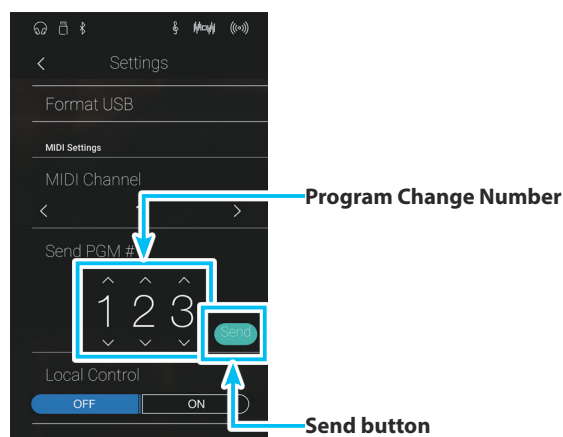 Settings
Format USB
MIDI Settings
MIDI Channel
Program Change Number
Send PGM #
1 2 3
Send
Local Control
OFF ON
Send button